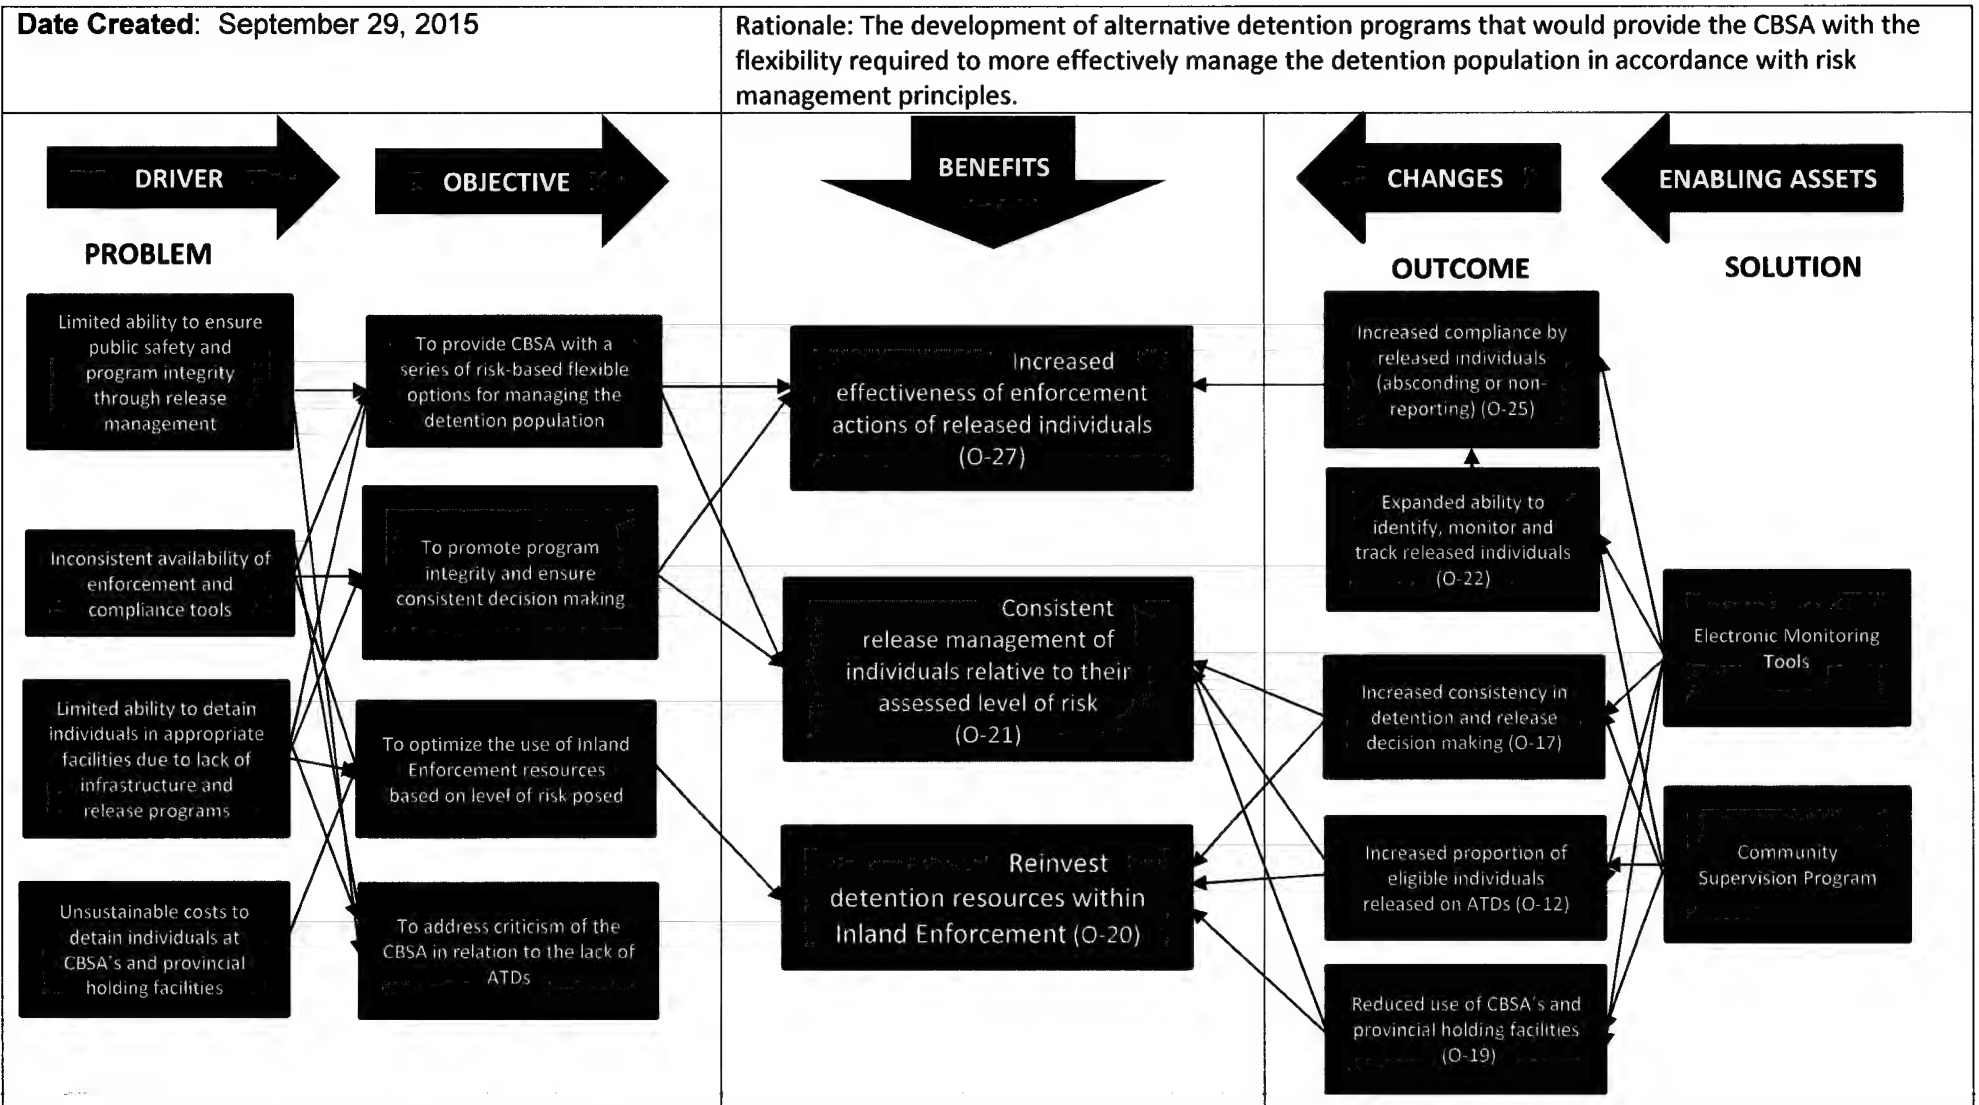 Date Created: September 29, 2015
Rationale: The development of alternative detention programs that would provide the CBSA with the
flexibility required to more effectively manage the detention population in accordance with risk
management principles.
DRIVER
OBJECTIVE
BENEFITS
CHANGES
ENABLING ASSETS
PROBLEM
OUTCOME
SOLUTION
Limited ability to ensure
public safety and
program integrity
through release
management
Inconsistent availability of
enforcement and
compliance tools
Limited ability to detain
individuals in appropriate
facilities due to lack of
infrastructure and
release programs
Unsustainable costs to
detain individuals at
CBSA's and provincial
holding facilities
To provide CBSA with a
series of risk-based flexible
options for managing the
detention population
To promote program
integrity and ensure
consistent decision making
To optimize the use of Inland
Enforcement resources
based on level of risk posed
To address criticism of the
CBSA in relation to the lack of
ATDs
Increased
effectiveness of enforcement
actions of released individuals
(O-27)
Consistent
release management of
individuals relative to their
assessed level of risk
(O-21)
Reinvest
detention resources within
Inland Enforcement (O-20)
Increased compliance by
released individuals
(absconding or non-
reporting) (O-25)
Expanded ability to
identify, monitor and
track released individuals
(O-22)
Increased consistency in
detention and release
decision making (O-17)
Increased proportion of
eligible individuals
released on ATDs (O-12)
Reduced use of CBSA's and
provincial holding facilities
(O-19)
Electronic Monitoring
Tools
Community
Supervision Program